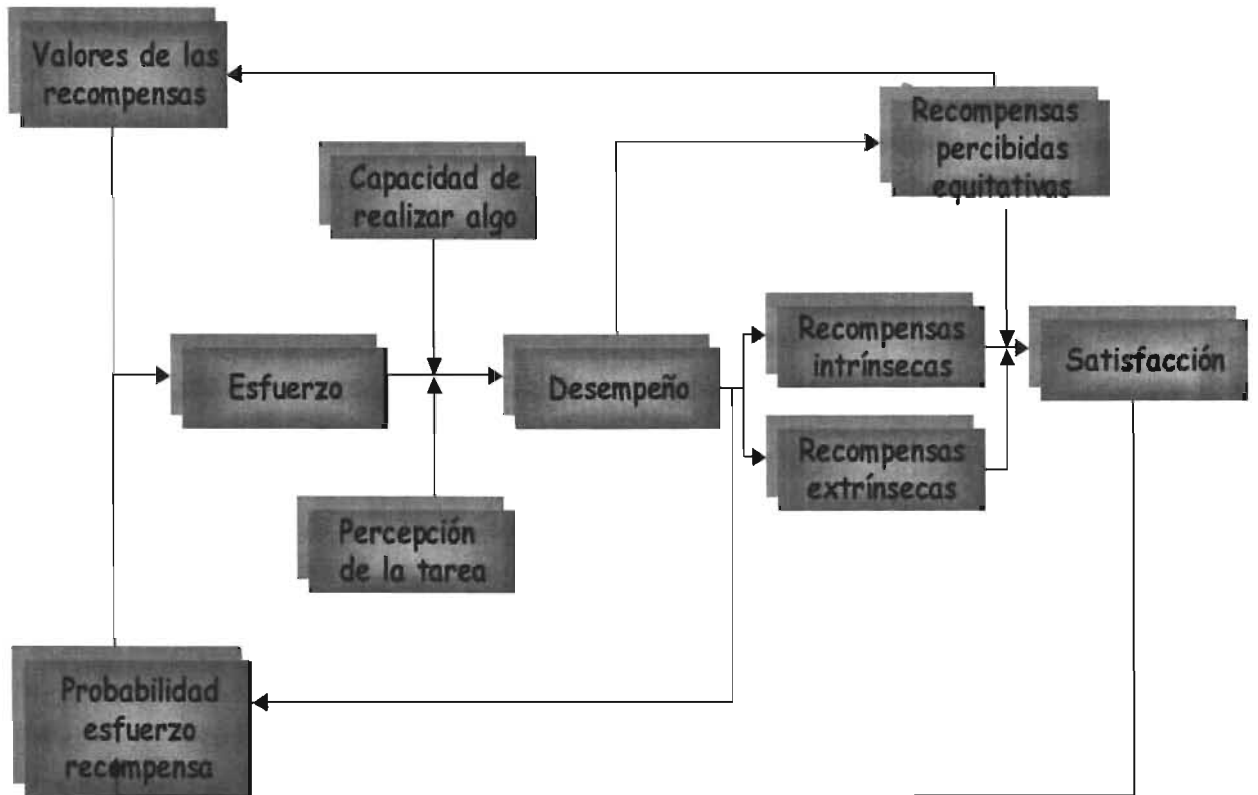 Valores de las
recompensas
Recompensas
percibidas
equitativas
Capacidad de
realizar algo
Recompensas
intrínsecas
Satisfacción
Esfuerzo
Desempeño
Recompensas
extrínsecas
Percepción
de la tarea
Probabilidad
esfuerzo
recompensa